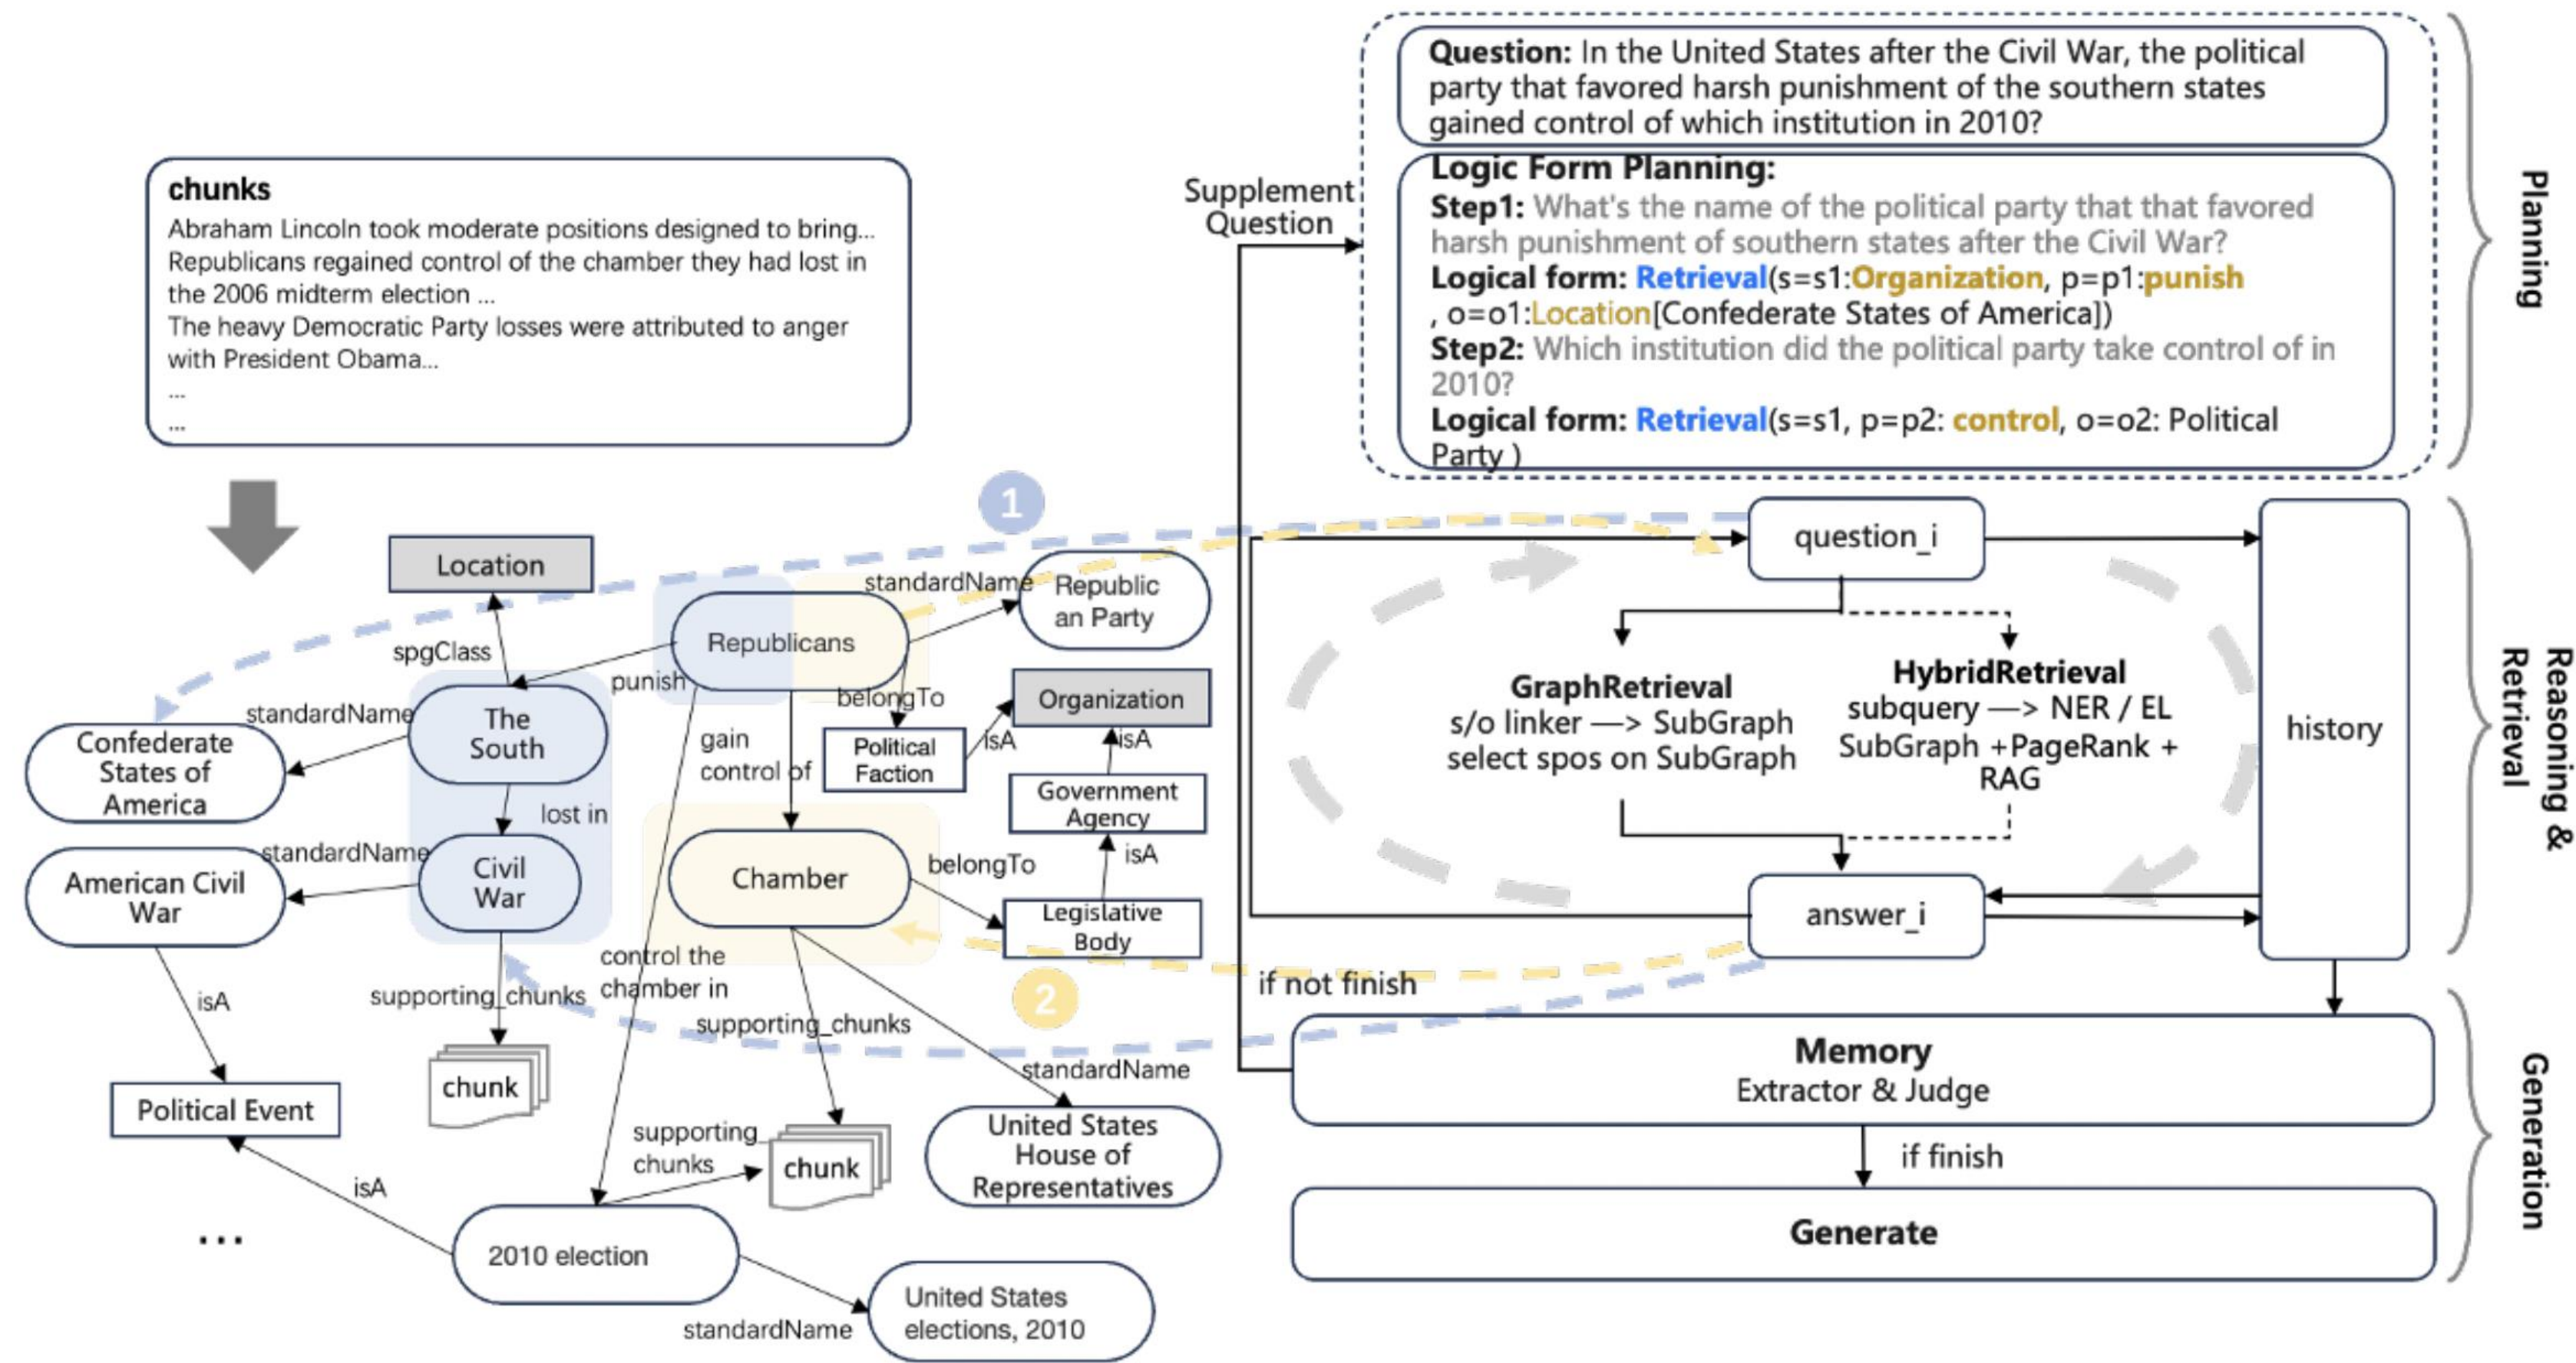 Question: In the United States after the Civil War, the political
party that favored harsh punishment of the southern states
gained control of which institution in 2010?
Logic Form Planning:
Step1: What's the name of the political party that that favored
harsh punishment of southern states after the Civil War?
Logical form: Retrieval(s=s1:Organization, p=p1:punish
, o=o1:Location[Confederate States of America])
Step2: Which institution did the political party take control of in
2010?
Logical form: Retrieval(s=s1, p=p2: control, o=o2: Political
Party )
Planning
Supplement
Question
chunks
Abraham Lincoln took moderate positions designed to bring...
Republicans regained control of the chamber they had lost in
the 2006 midterm election ...
The heavy Democratic Party losses were attributed to anger
with President Obama...
...
...
1
Location
spgClass
standardName
Republicans
Republic
an Party
punish
belongTo
Organization
The
South
standardName
Confederate
States of
America
gain
control of
Political
Faction
isA
isA
Government
Agency
isA
lost in
Civil
War
standardName
American Civil
War
Chamber
belongTo
Legislative
Body
control the
chamber in
2
supporting_chunks
supporting_chunks
standardName
isA
chunk
Political Event
supporting_
chunks
chunk
United States
House of
Representatives
isA
...
2010 election
standardName
United States
elections, 2010
question_i
GraphRetrieval
s/o linker —> SubGraph
select spos on SubGraph
HybridRetrieval
subquery —> NER / EL
SubGraph +PageRank +
RAG
history
answer_i
Reasoning &
Retrieval
if not finish
Memory
Extractor & Judge
if finish
Generate
Generation